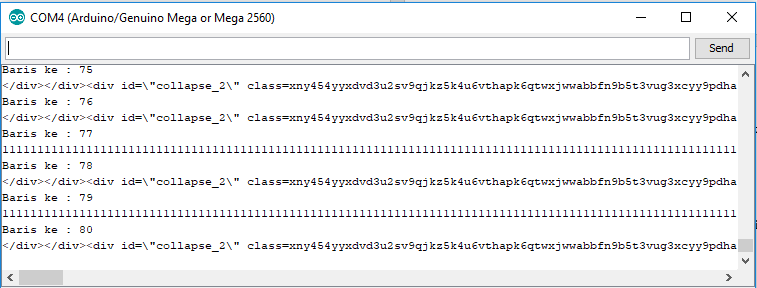 COM4 (Arduino/Genuino Mega or Mega 2560)
Send
Baris ke : 75
</div></div><div id=\"collapse_2\" class=xny454yyxdvd3u2sv9qjkz5k4u6vthapk6qtwxjwwabbfn9b5t3vug3xcyy9pdha
Baris ke : 76
</div></div><div id=\"collapse_2\" class=xny454yyxdvd3u2sv9qjkz5k4u6vthapk6qtwxjwwabbfn9b5t3vug3xcyy9pdha
Baris ke : 77
111111111111111111111111111111111111111111111111111111111111111111111111111111111111111111111111111111111
Baris ke : 78
</div></div><div id=\"collapse_2\" class=xny454yyxdvd3u2sv9qjkz5k4u6vthapk6qtwxjwwabbfn9b5t3vug3xcyy9pdha
Baris ke : 79
111111111111111111111111111111111111111111111111111111111111111111111111111111111111111111111111111111111
Baris ke : 80
</div></div><div id=\"collapse_2\" class=xny454yyxdvd3u2sv9qjkz5k4u6vthapk6qtwxjwwabbfn9b5t3vug3xcyy9pdha